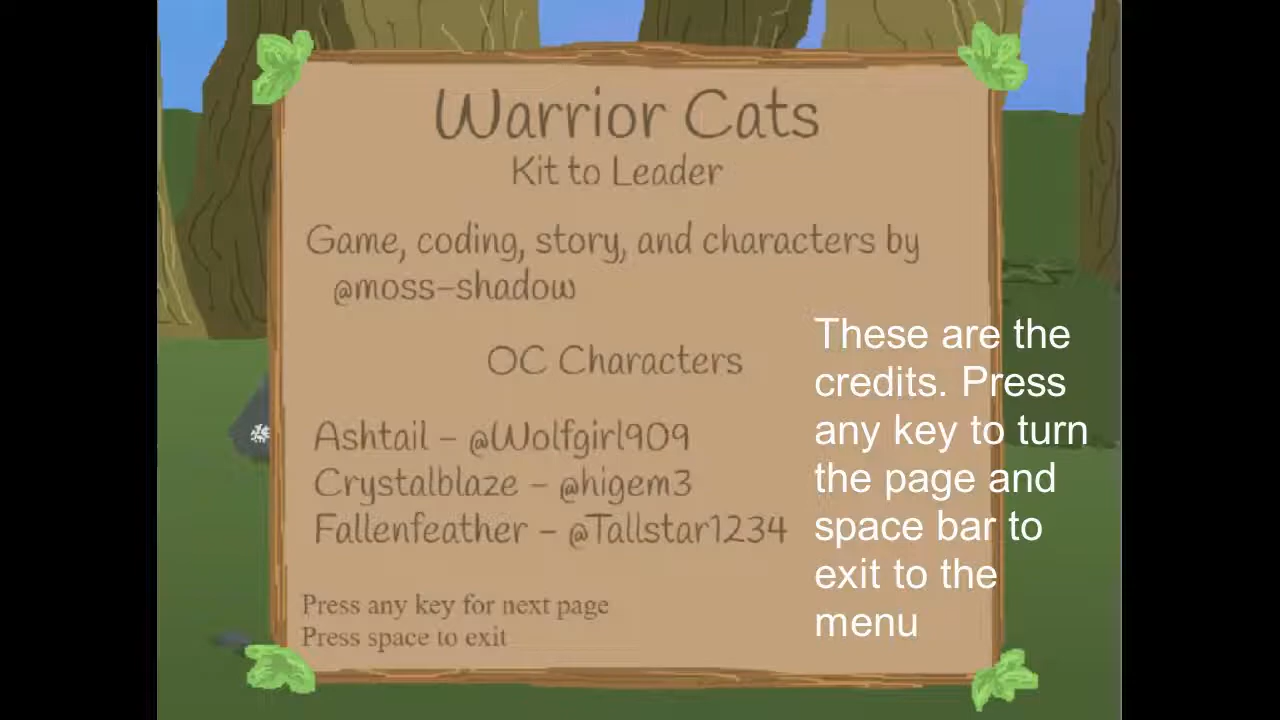 Warrior Cats
Kit to Leader
Game, coding, story, and characters by
@moss-shadow
OC Characters
Ashtail - @Wolfgirl909
Crystalblaze - @higem3
Fallenfeather - @Tallstar1234
Press any key for next page
Press space to exit
These are the
credits. Press
any key to turn
the page and
space bar to
exit to the
menu